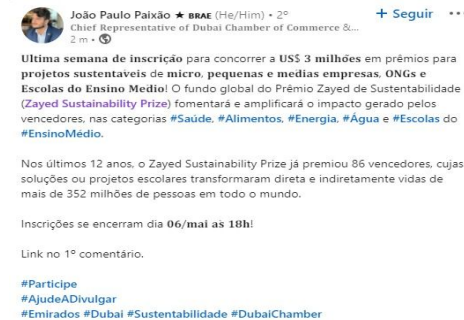 João Paulo Paixão ★ BRAE (He/Him) • 2º
+ Seguir ...
Chief Representative of Dubai Chamber of Commerce &...
2 m •
Ultima semana de inscrição para concorrer a US$ 3 milhões em prêmios para
projetos sustentaveis de micro, pequenas e medias empresas, ONGs e
Escolas do Ensino Medio! O fundo global do Prêmio Zayed de Sustentabilidade
(Zayed Sustainability Prize) fomentará e amplificará o impacto gerado pelos
vencedores, nas categorias #Saúde, #Alimentos, #Energia, #Água e #Escolas do
#EnsinoMédio.
Nos últimos 12 anos, o Zayed Sustainability Prize já premiou 86 vencedores, cujas
soluções ou projetos escolares transformaram direta e indiretamente vidas de
mais de 352 milhões de pessoas em todo o mundo.
Inscrições se encerram dia 06/mai às 18h!
Link no 1º comentário.
#Participe
#AjudeADivulgar
#Emirados #Dubai #Sustentabilidade #DubaiChamber